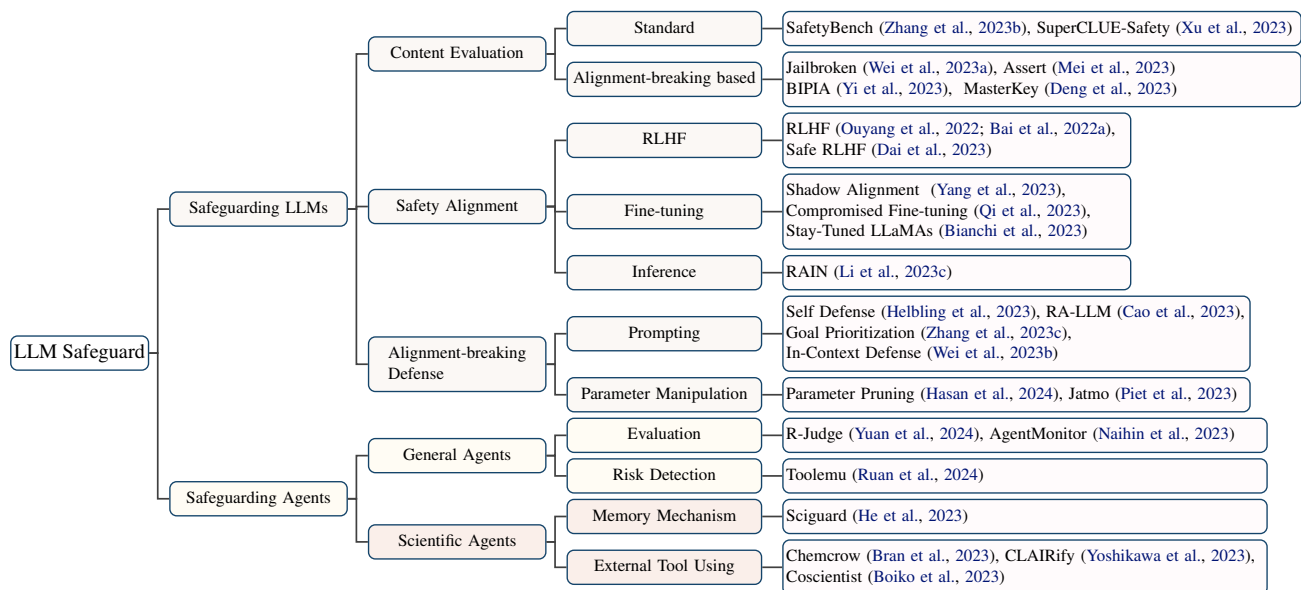 LLM Safeguard
Safeguarding LLMs
Content Evaluation
Standard
SafetyBench (Zhang et al., 2023b), SuperCLUE-Safety (Xu et al., 2023)
Alignment-breaking based
Jailbroken (Wei et al., 2023a), Assert (Mei et al., 2023)
BIPIA (Yi et al., 2023), MasterKey (Deng et al., 2023)
Safety Alignment
RLHF
RLHF (Ouyang et al., 2022; Bai et al., 2022a),
Safe RLHF (Dai et al., 2023)
Fine-tuning
Shadow Alignment (Yang et al., 2023),
Compromised Fine-tuning (Qi et al., 2023),
Stay-Tuned LLaMAs (Bianchi et al., 2023)
Inference
RAIN (Li et al., 2023c)
Alignment-breaking
Defense
Prompting
Self Defense (Helbling et al., 2023), RA-LLM (Cao et al., 2023),
Goal Prioritization (Zhang et al., 2023c),
In-Context Defense (Wei et al., 2023b)
Parameter Manipulation
Parameter Pruning (Hasan et al., 2024), Jatmo (Piet et al., 2023)
Safeguarding Agents
General Agents
Evaluation
R-Judge (Yuan et al., 2024), AgentMonitor (Naihin et al., 2023)
Risk Detection
Toolemu (Ruan et al., 2024)
Scientific Agents
Memory Mechanism
Sciguard (He et al., 2023)
External Tool Using
Chemcrow (Bran et al., 2023), CLAIRify (Yoshikawa et al., 2023),
Coscientist (Boiko et al., 2023)